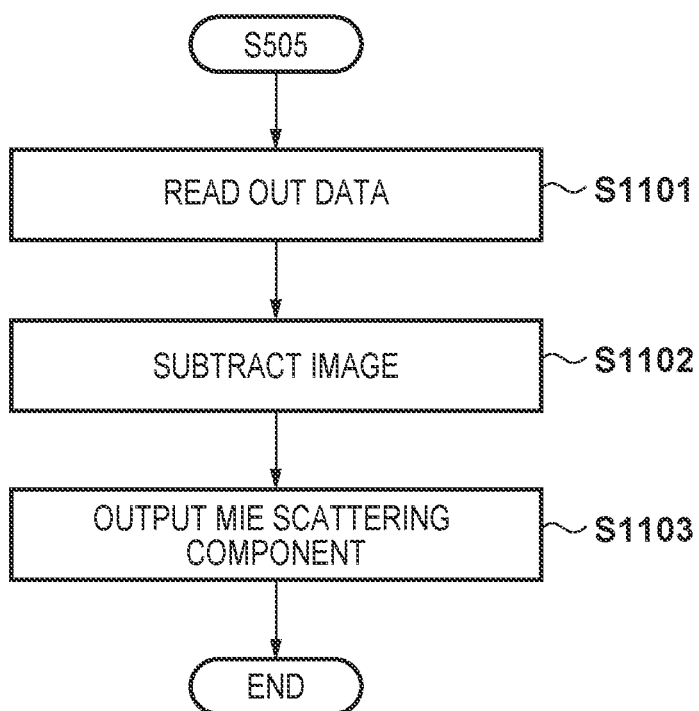 S505
READ OUT DATA
S1101
SUBTRACT IMAGE
S1102
OUTPUT MIE SCATTERING
COMPONENT
S1103
END